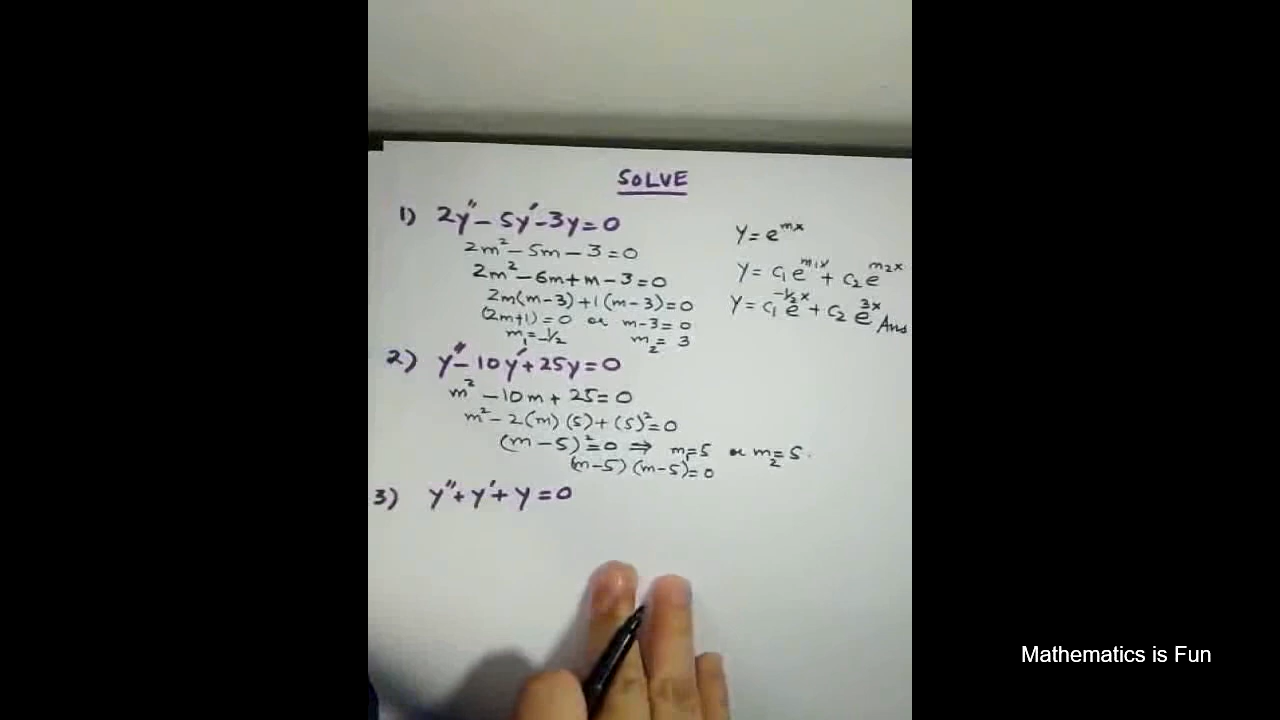 SOLVE
1) 2y'' - 5y' - 3y = 0
2m² - 5m - 3 = 0
2m² - 6m + m - 3 = 0
2m(m-3) + 1(m-3) = 0
(2m+1) = 0 or m-3 = 0
m₁ = -1/2 m₂ = 3
y = e^{mx}
y = c₁e^{m₁x} + c₂e^{m₂x}
y = c₁e^{-1/2x} + c₂e^{3x} Ans
2) y'' - 10y' + 25y = 0
m² - 10m + 25 = 0
m² - 2(m)(5) + (5)² = 0
(m-5)² = 0 ⇒ m₁=5 or m₂=5.
(m-5)(m-5) = 0
3) y'' + y' + y = 0
Mathematics is Fun